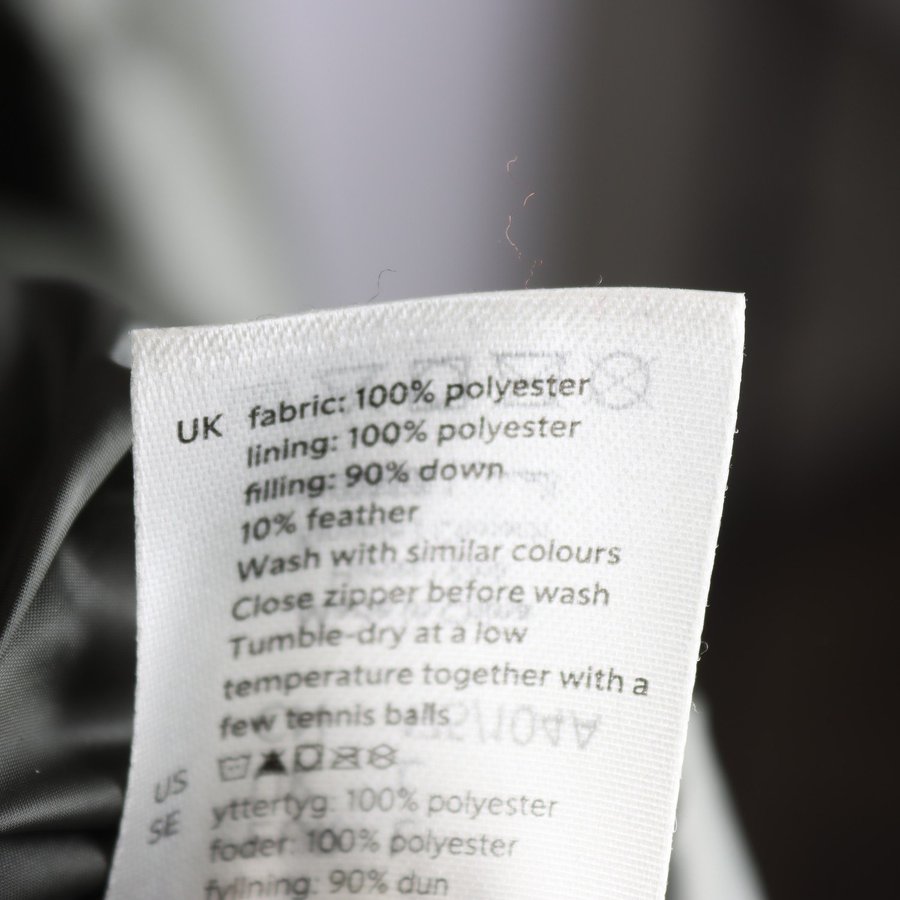 UK fabric: 100% polyester
lining: 100% polyester
filling: 90% down
10% feather
Wash with similar colours
Close zipper before wash
Tumble-dry at a low
temperature together with a
few tennis balls
US
SE yttertyg: 100% polyester
foder: 100% polyester
fyllning: 90% dun